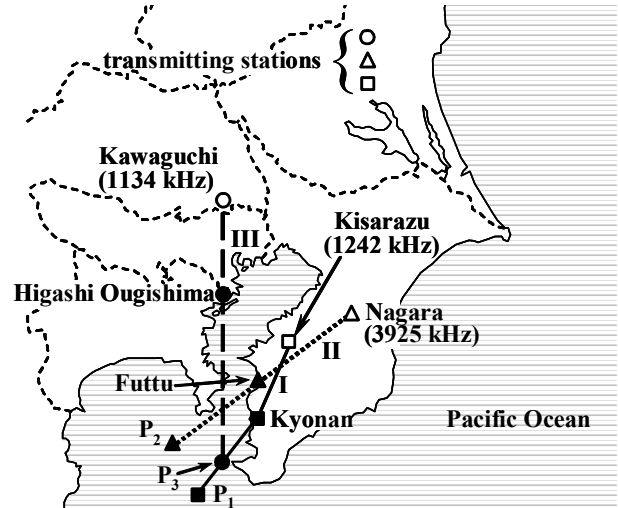 transmitting stations
Kawaguchi
(1134 kHz)
Kisarazu
(1242 kHz)
III
Higashi Ougishima
Nagara
(3925 kHz)
II
Futtu
I
Kyonan
Pacific Ocean
P2
P3
P1